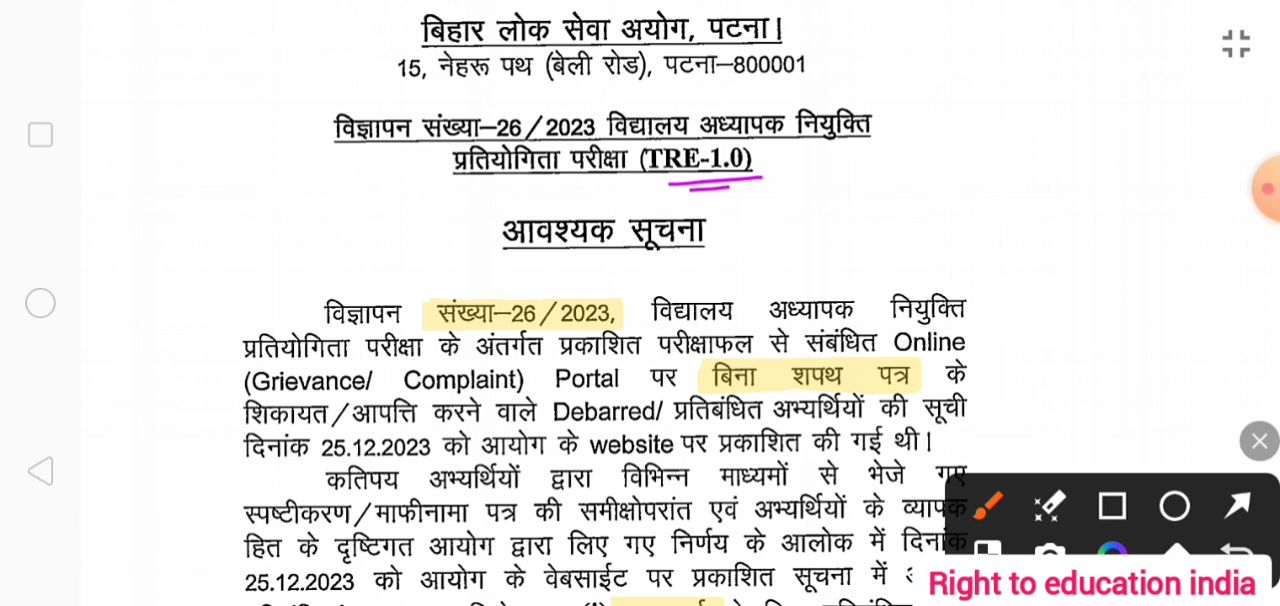 बिहार लोक सेवा अयोग, पटना।
15, नेहरू पथ (बेली रोड), पटना–800001
विज्ञापन संख्या–26/2023 विद्यालय अध्यापक नियुक्ति
प्रतियोगिता परीक्षा (TRE-1.0)
आवश्यक सूचना
विज्ञापन संख्या–26/2023, विद्यालय अध्यापक नियुक्ति
प्रतियोगिता परीक्षा के अंतर्गत प्रकाशित परीक्षाफल से संबंधित Online
(Grievance/ Complaint) Portal पर बिना शपथ पत्र के
शिकायत/आपत्ति करने वाले Debarred/ प्रतिबंधित अभ्यर्थियों की सूची
दिनांक 25.12.2023 को आयोग के website पर प्रकाशित की गई थी।
कतिपय अभ्यर्थियों द्वारा विभिन्न माध्यमों से भेजे गए
स्पष्टीकरण/माफीनामा पत्र की समीक्षोपरांत एवं अभ्यर्थियों के व्यापक
हित के दृष्टिगत आयोग द्वारा लिए गए निर्णय के आलोक में दिनांक
25.12.2023 को आयोग के वेबसाईट पर प्रकाशित सूचना में
Right to education india